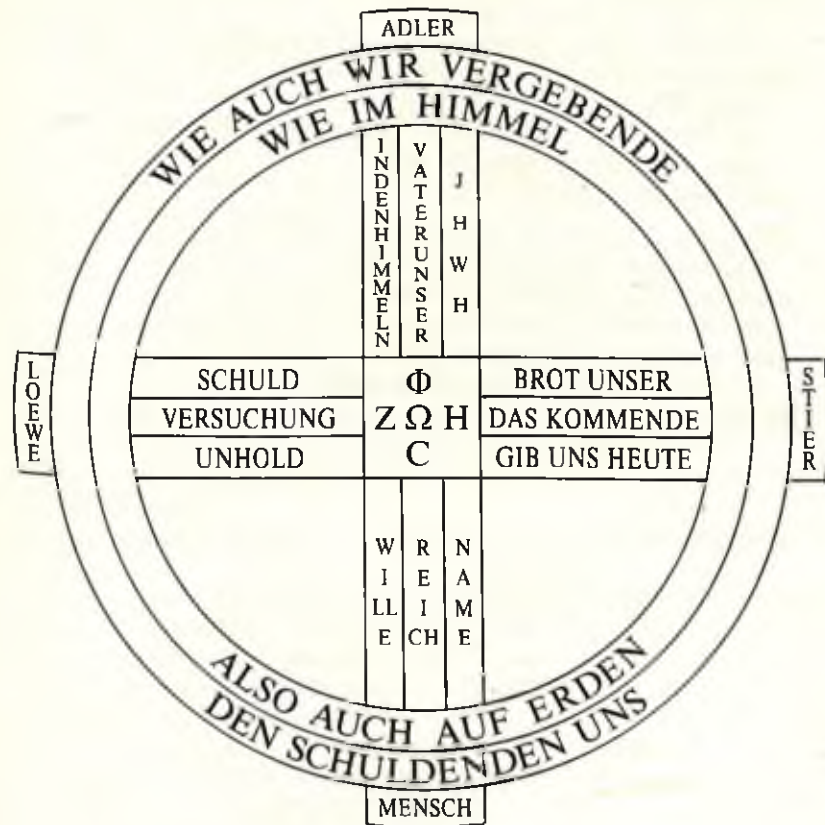 ADLER
WIE AUCH WIR VERGEBENDE
WIE IM HIMMEL
INDENHIMMELN
VATERUNSER
JHWH
LOEWE
SCHULD
VERSUCHUNG
UNHOLD
Φ
Z Ω H
C
BROT UNSER
DAS KOMMENDE
GIB UNS HEUTE
STIER
WILLE
REICH
NAME
ALSO AUCH AUF ERDEN
DEN SCHULDENDEN UNS
MENSCH